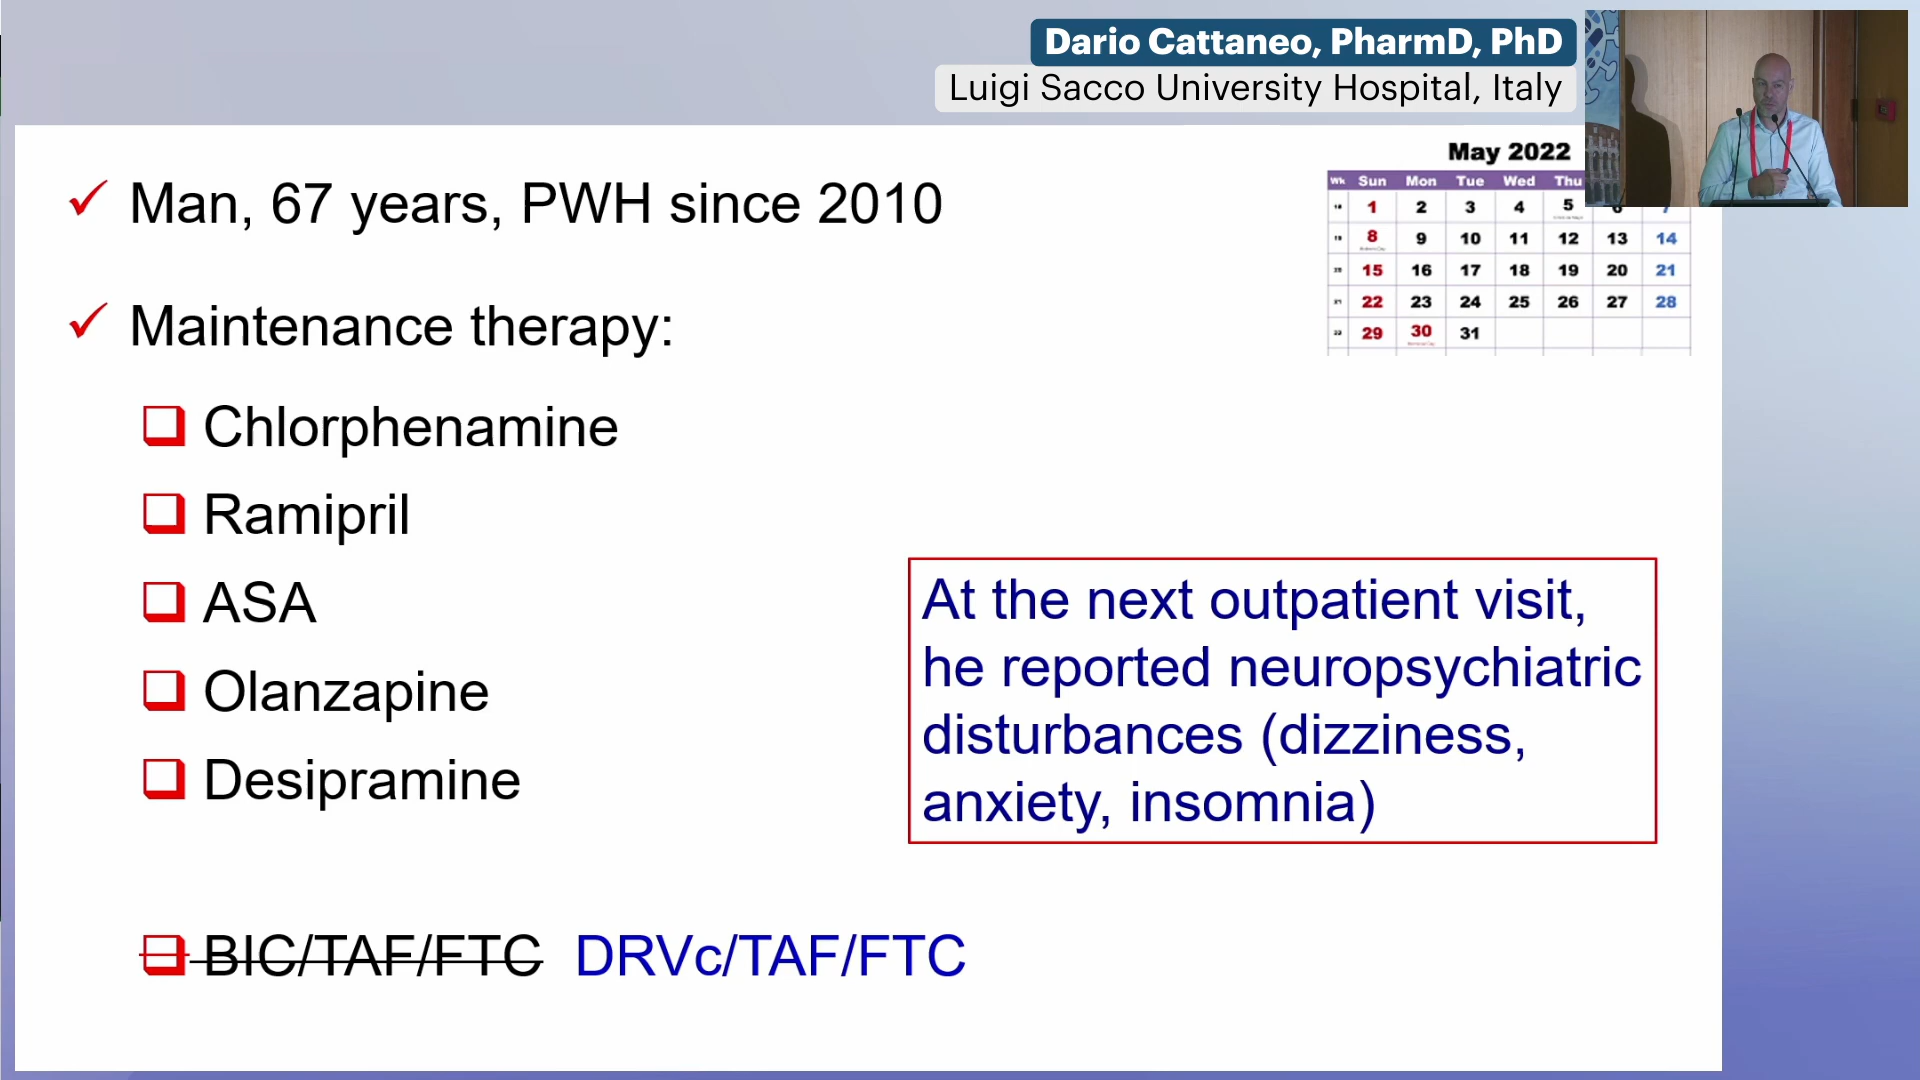 Dario Cattaneo, PharmD, PhD
Luigi Sacco University Hospital, Italy
Man, 67 years, PWH since 2010
Maintenance therapy:
Chlorphenamine
Ramipril
ASA
Olanzapine
Desipramine
BIC/TAF/FTC DRVc/TAF/FTC
At the next outpatient visit,
he reported neuropsychiatric
disturbances (dizziness,
anxiety, insomnia)
May 2022
Wk Sun Mon Tue Wed Thu
1 2 3 4 5 6 7
8 9 10 11 12 13 14
15 16 17 18 19 20 21
22 23 24 25 26 27 28
29 30 31